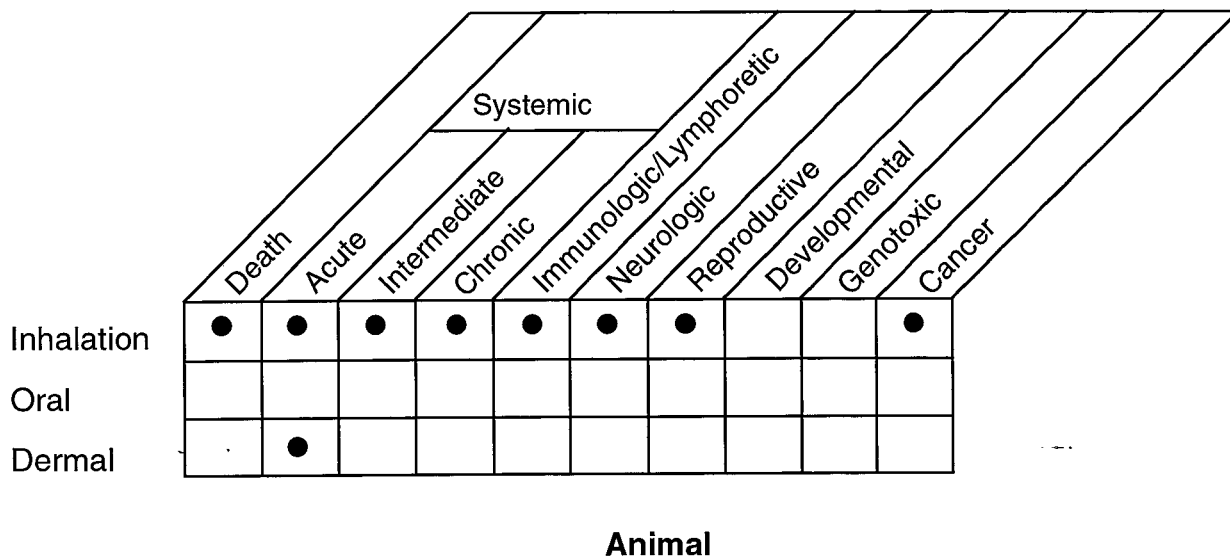 Systemic
Death
Acute
Intermediate
Chronic
Immunologic/Lymphoretic
Neurologic
Reproductive
Developmental
Genotoxic
Cancer
Inhalation
Oral
Dermal
Animal